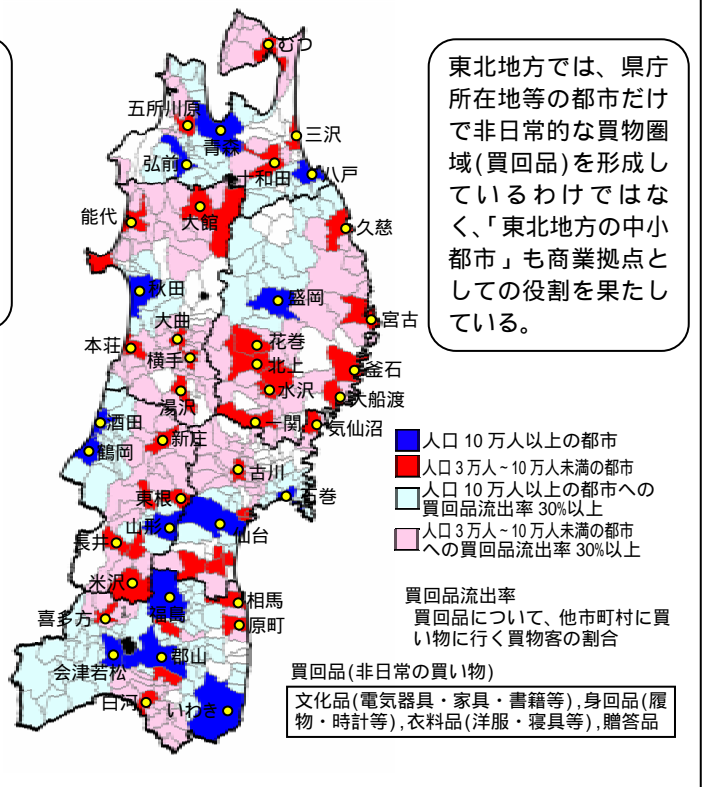 むつ
五所川原
青森
三沢
弘前
十和田
八戸
能代
大館
久慈
秋田
盛岡
宮古
大曲
本荘
花巻
横手
北上
釜石
水沢
湯沢
大船渡
酒田
一関
気仙沼
新庄
鶴岡
古川
東根
石巻
山形
仙台
長井
米沢
相馬
喜多方
福島
原町
会津若松
郡山
白河
いわき
東北地方では、県庁
所在地等の都市だけ
で非日常的な買物圏
域(買回品)を形成し
ているわけではな
く、「東北地方の中小
都市」も商業拠点と
しての役割を果たし
ている。
人口 10 万人以上の都市
人口 3 万人~10 万人未満の都市
人口 10 万人以上の都市への
買回品流出率 30%以上
人口 3 万人~10 万人未満の都市
への買回品流出率 30%以上
買回品流出率
買回品について、他市町村に買
い物に行く買物客の割合
買回品(非日常の買い物)
文化品(電気器具・家具・書籍等),身回品(履
物・時計等),衣料品(洋服・寝具等),贈答品